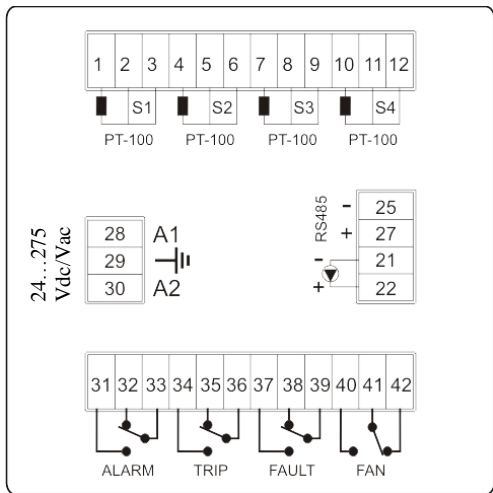 1 2 3 4 5 6 7 8 9 10 11 12
S1 S2 S3 S4
PT-100 PT-100 PT-100 PT-100
24...275
Vdc/Vac
28 A1
29
30 A2
RS485
- 25
+ 27
- 21
+ 22
31 32 33 34 35 36 37 38 39 40 41 42
ALARM TRIP FAULT FAN